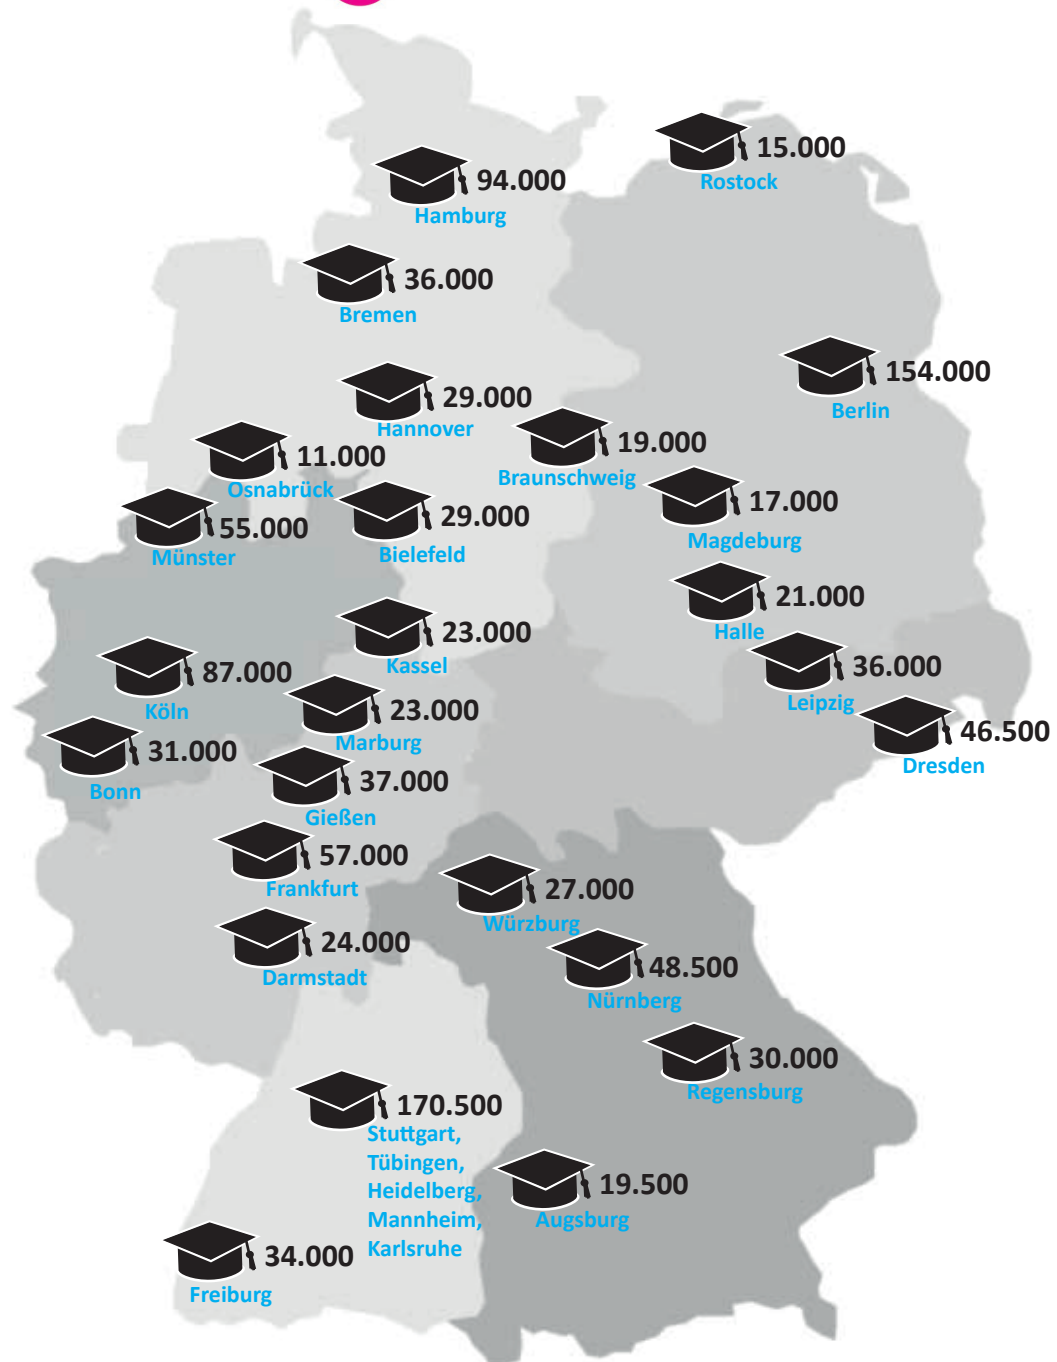 15.000
Rostock
94.000
Hamburg
36.000
Bremen
154.000
Berlin
29.000
Hannover
19.000
Braunschweig
11.000
Osnabrück
17.000
Magdeburg
55.000
Münster
29.000
Bielefeld
21.000
Halle
23.000
Kassel
36.000
Leipzig
87.000
Köln
23.000
Marburg
46.500
Dresden
31.000
Bonn
37.000
Gießen
57.000
Frankfurt
27.000
Würzburg
24.000
Darmstadt
48.500
Nürnberg
30.000
Regensburg
170.500
Stuttgart,
Tübingen,
Heidelberg,
Mannheim,
Karlsruhe
19.500
Augsburg
34.000
Freiburg